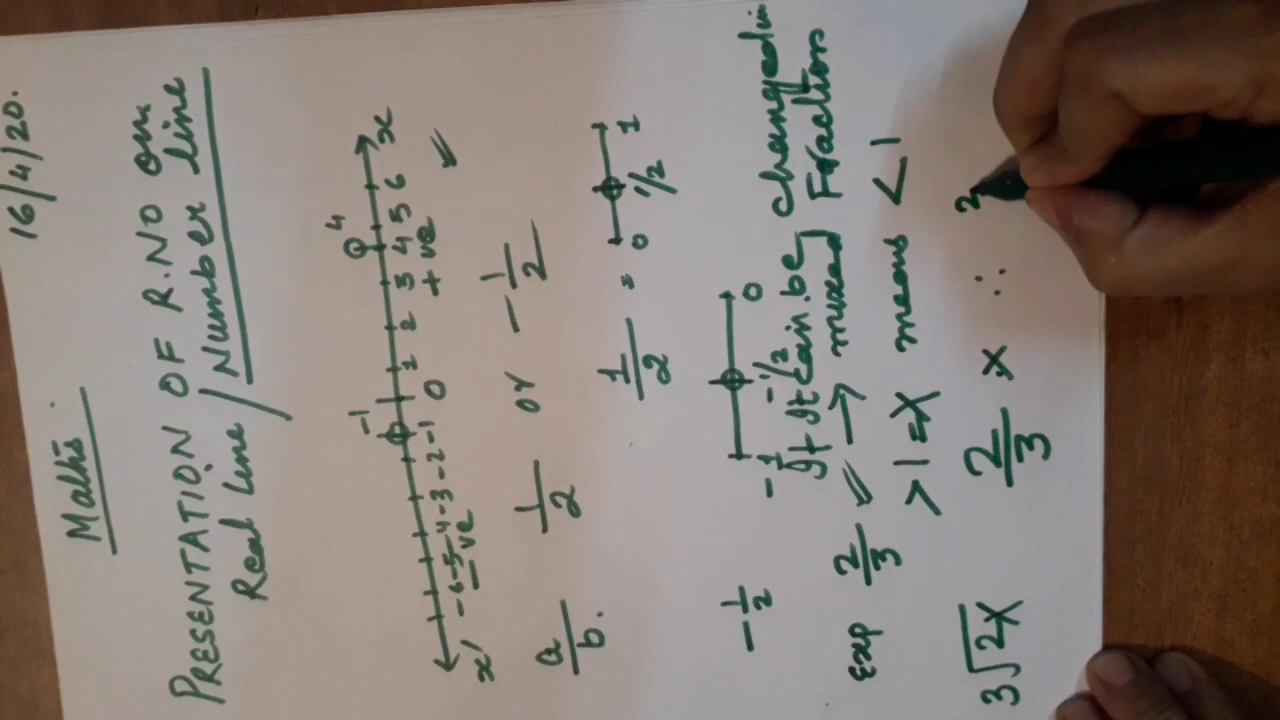 16/4/20.
Maths
PRESENTATION OF R.NO on
Real Line / Number line
-1 4
x' -6 -5 -4 -3 -2 -1 0 1 2 3 4 5 6 x
-ve +ve
a/b. 1/2 or -1/2
1/2 = 0 1/2 1
-1/2 -1 -1/2 0
If it can be changed in
exp 2/3 → mixed Fraction
>1 = X means < 1
3√2X 2/3 x ∴ 2